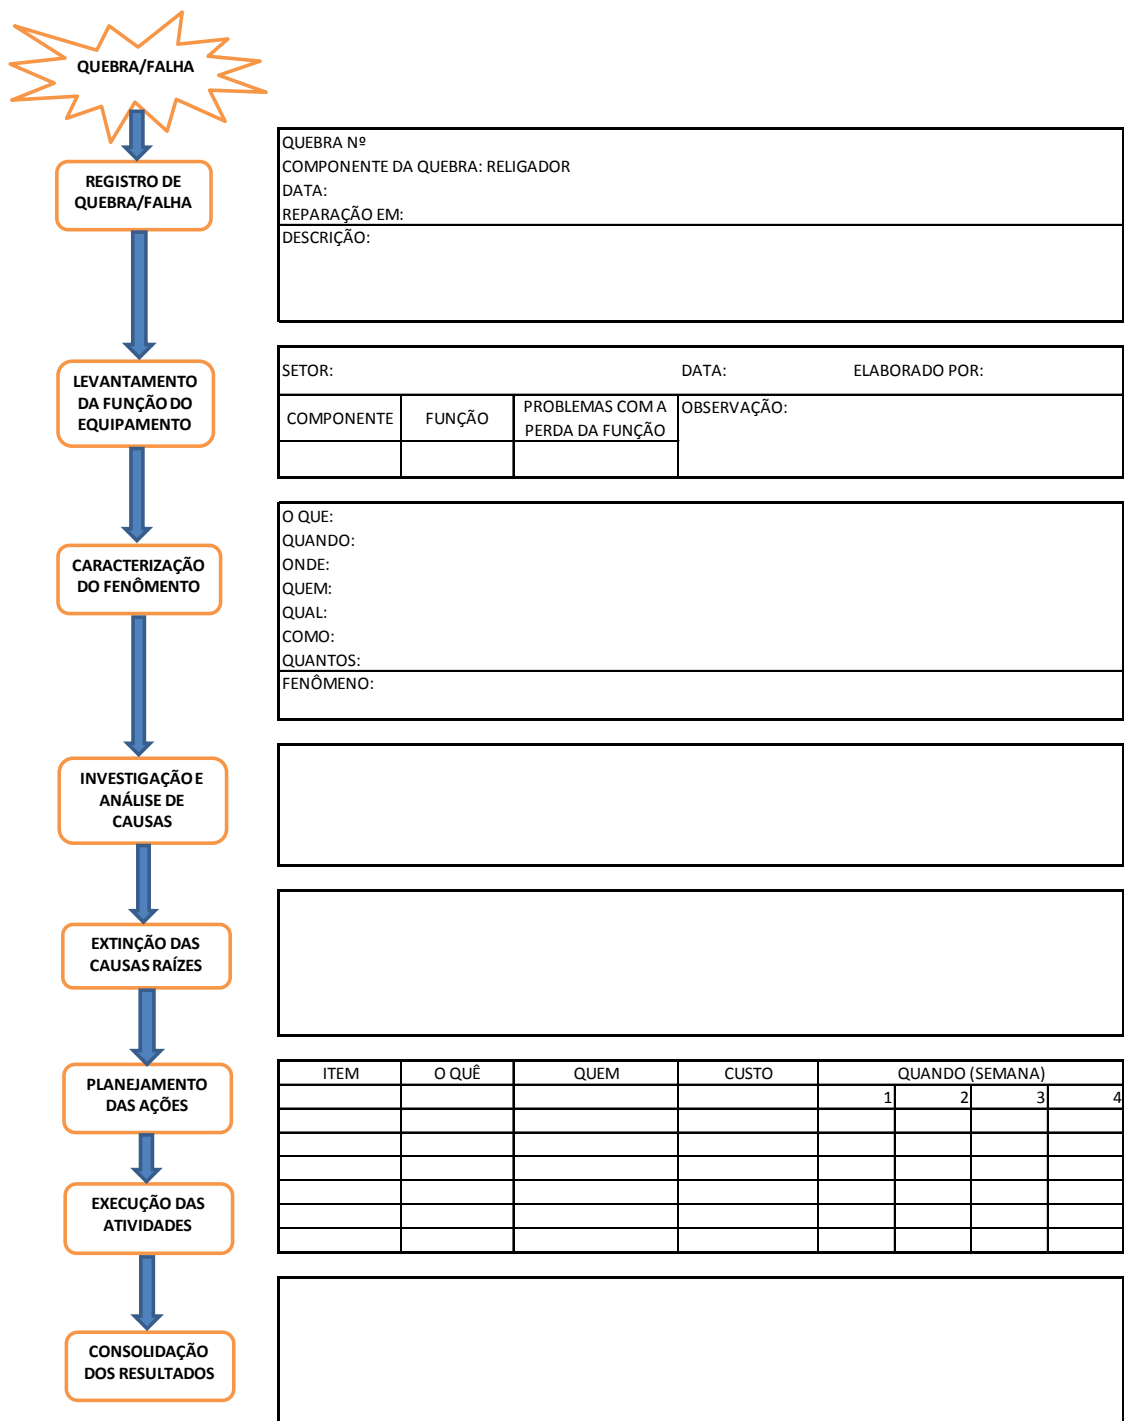 QUEBRA/FALHA
REGISTRO DE
QUEBRA/FALHA
QUEBRA Nº
COMPONENTE DA QUEBRA: RELIGADOR
DATA:
REPARAÇÃO EM:
DESCRIÇÃO:
LEVANTAMENTO
DA FUNÇÃO DO
EQUIPAMENTO
SETOR: DATA: ELABORADO POR:
COMPONENTE FUNÇÃO PROBLEMAS COM A
PERDA DA FUNÇÃO
OBSERVAÇÃO:
CARACTERIZAÇÃO
DO FENÔMENTO
O QUE:
QUANDO:
ONDE:
QUEM:
QUAL:
COMO:
QUANTOS:
FENÔMENO:
INVESTIGAÇÃO E
ANÁLISE DE
CAUSAS
EXTINÇÃO DAS
CAUSAS RAÍZES
PLANEJAMENTO
DAS AÇÕES
ITEM O QUÊ QUEM CUSTO QUANDO (SEMANA)
1 2 3 4
EXECUÇÃO DAS
ATIVIDADES
CONSOLIDAÇÃO
DOS RESULTADOS